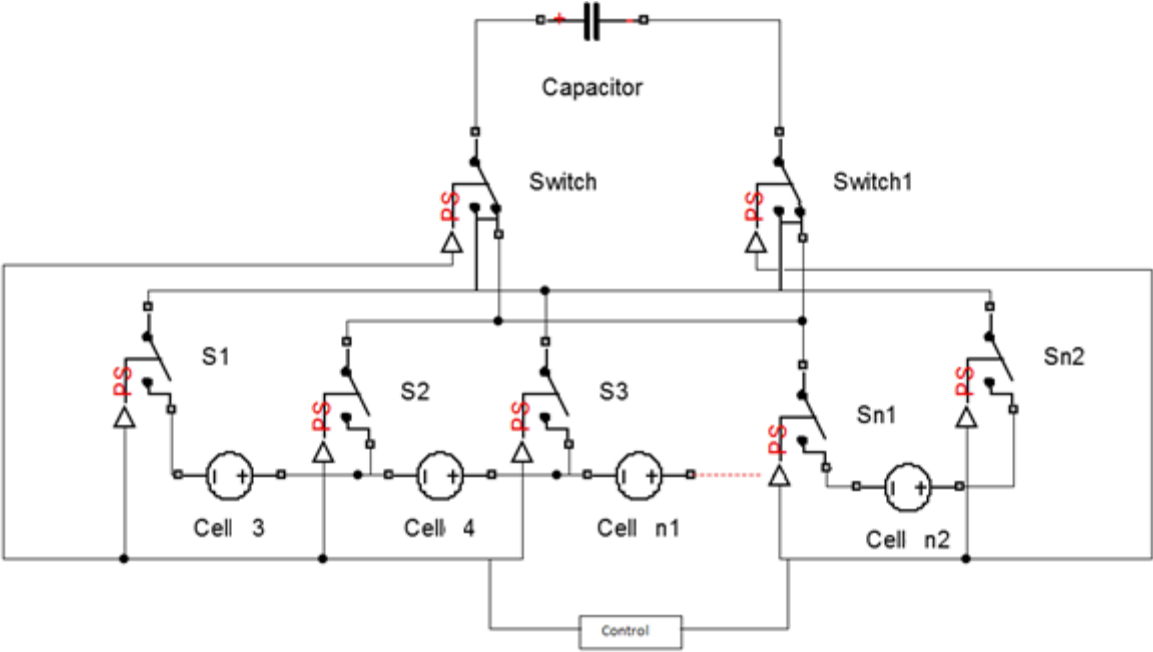 + -
Capacitor
Switch
Switch1
PS
PS
S1
S2
S3
Sn1
Sn2
PS
PS
PS
PS
PS
- +
- +
- +
- +
Cell 3
Cell 4
Cell n1
Cell n2
Control